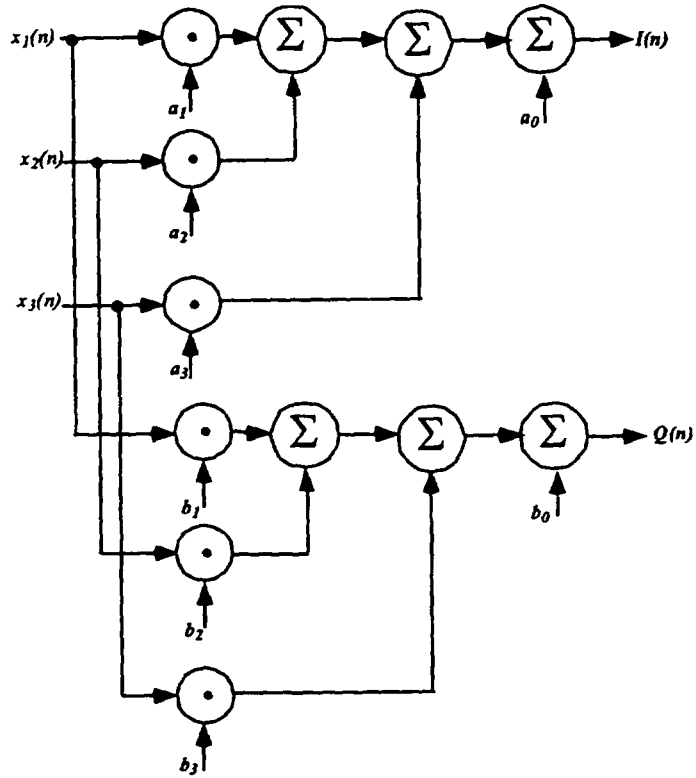 x1(n) Σ Σ Σ I(n)
a1 a0
x2(n)
a2
x3(n)
a3
Σ Σ Σ Q(n)
b1 b0
b2
b3